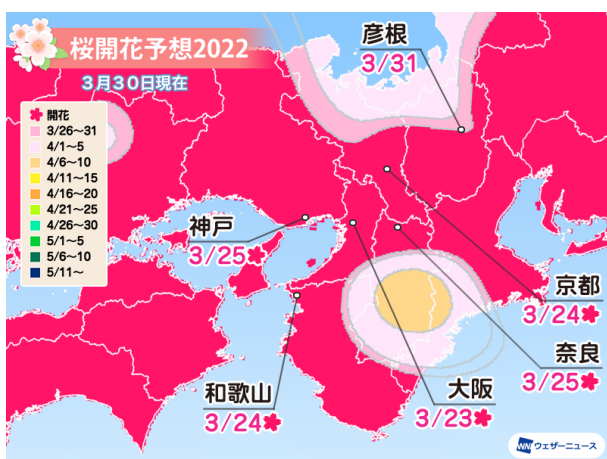 桜開花予想2022
3月30日現在
開花
3/26～31
4/1～5
4/6～10
4/11～15
4/16～20
4/21～25
4/26～30
5/1～5
5/6～10
5/11～
彦根
3/31
神戸
3/25
京都
3/24
奈良
3/25
大阪
3/23
和歌山
3/24
WNI ウェザーニュース